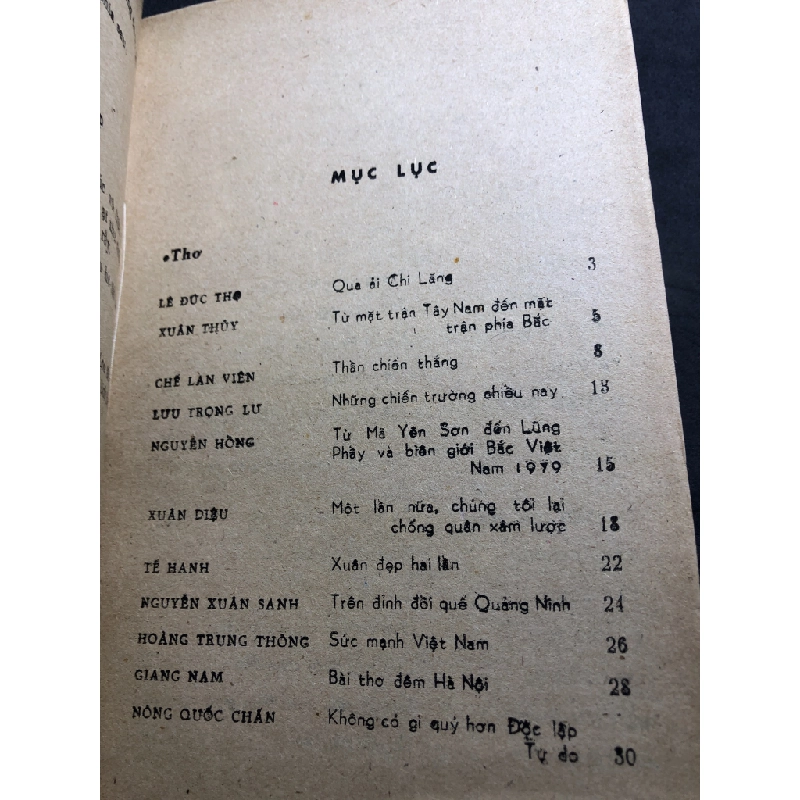 MỤC LỤC
•Thơ
LÊ ĐỨC THỌ Qua ải Chi Lăng 3
XUÂN THỦY Từ mặt trận Tây Nam đến mặt
trận phía Bắc 5
CHẾ LAN VIÊN Thần chiến thắng 8
LƯU TRỌNG LƯ Những chiến trường chiều nay 13
NGUYÊN HỒNG Từ Mã Yên Sơn đến Lũng
Phầy và biên giới Bắc Việt
Nam 1979 15
XUÂN DIỆU Một lần nữa, chúng tôi lại
chống quân xâm lược 18
TẾ HANH Xuân đẹp hai lần 22
NGUYỄN XUÂN SANH Trên đỉnh đồi quế Quảng Ninh 24
HOÀNG TRUNG THÔNG Sức mạnh Việt Nam 26
GIANG NAM Bài thơ đêm Hà Nội 28
NÔNG QUỐC CHẤN Không có gì quý hơn Độc lập
Tự do 30